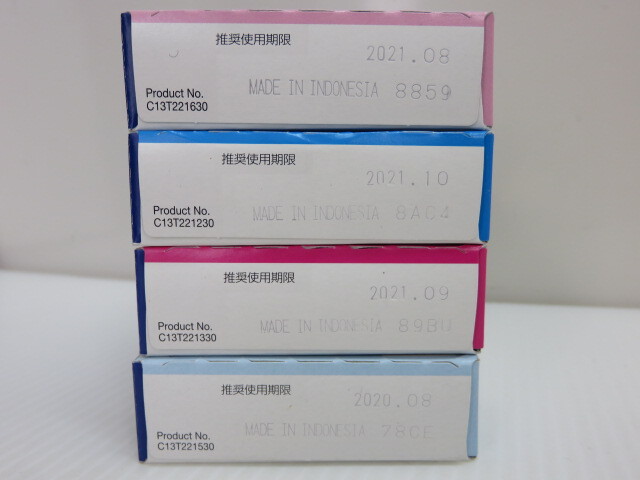 推奨使用期限
2021.08
MADE IN INDONESIA 8859
Product No.
C13T221630
推奨使用期限
2021.10
MADE IN INDONESIA 8A04
Product No.
C13T221230
推奨使用期限
2021.09
MADE IN INDONESIA
Product No.
C13T221330
推奨使用期限
2020.08
MADE IN INDONESIA
Product No.
C13T221530